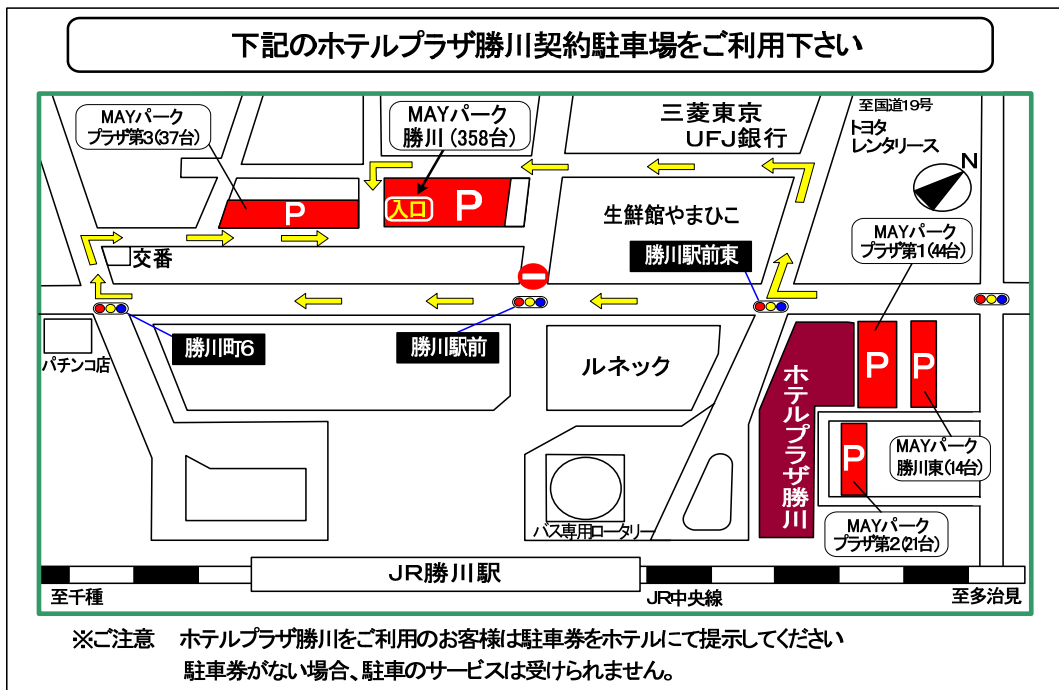 下記のホテルプラザ勝川契約駐車場をご利用下さい
MAYパーク
プラザ第3(37台)
MAYパーク
勝川(358台)
三菱東京
UFJ銀行
至国道19号
トヨタ
レンタリース
N
P
入口
P
生鮮館やまひこ
MAYパーク
プラザ第1(44台)
交番
勝川駅前東
勝川町6
勝川駅前
パチンコ店
ルネック
ホテルプラザ勝川
P
P
P
MAYパーク
勝川東(14台)
MAYパーク
プラザ第2(21台)
バス専用ロータリー
JR勝川駅
至千種
JR中央線
至多治見
※ご注意 ホテルプラザ勝川をご利用のお客様は駐車券をホテルにて提示してください
駐車券がない場合、駐車のサービスは受けられません。